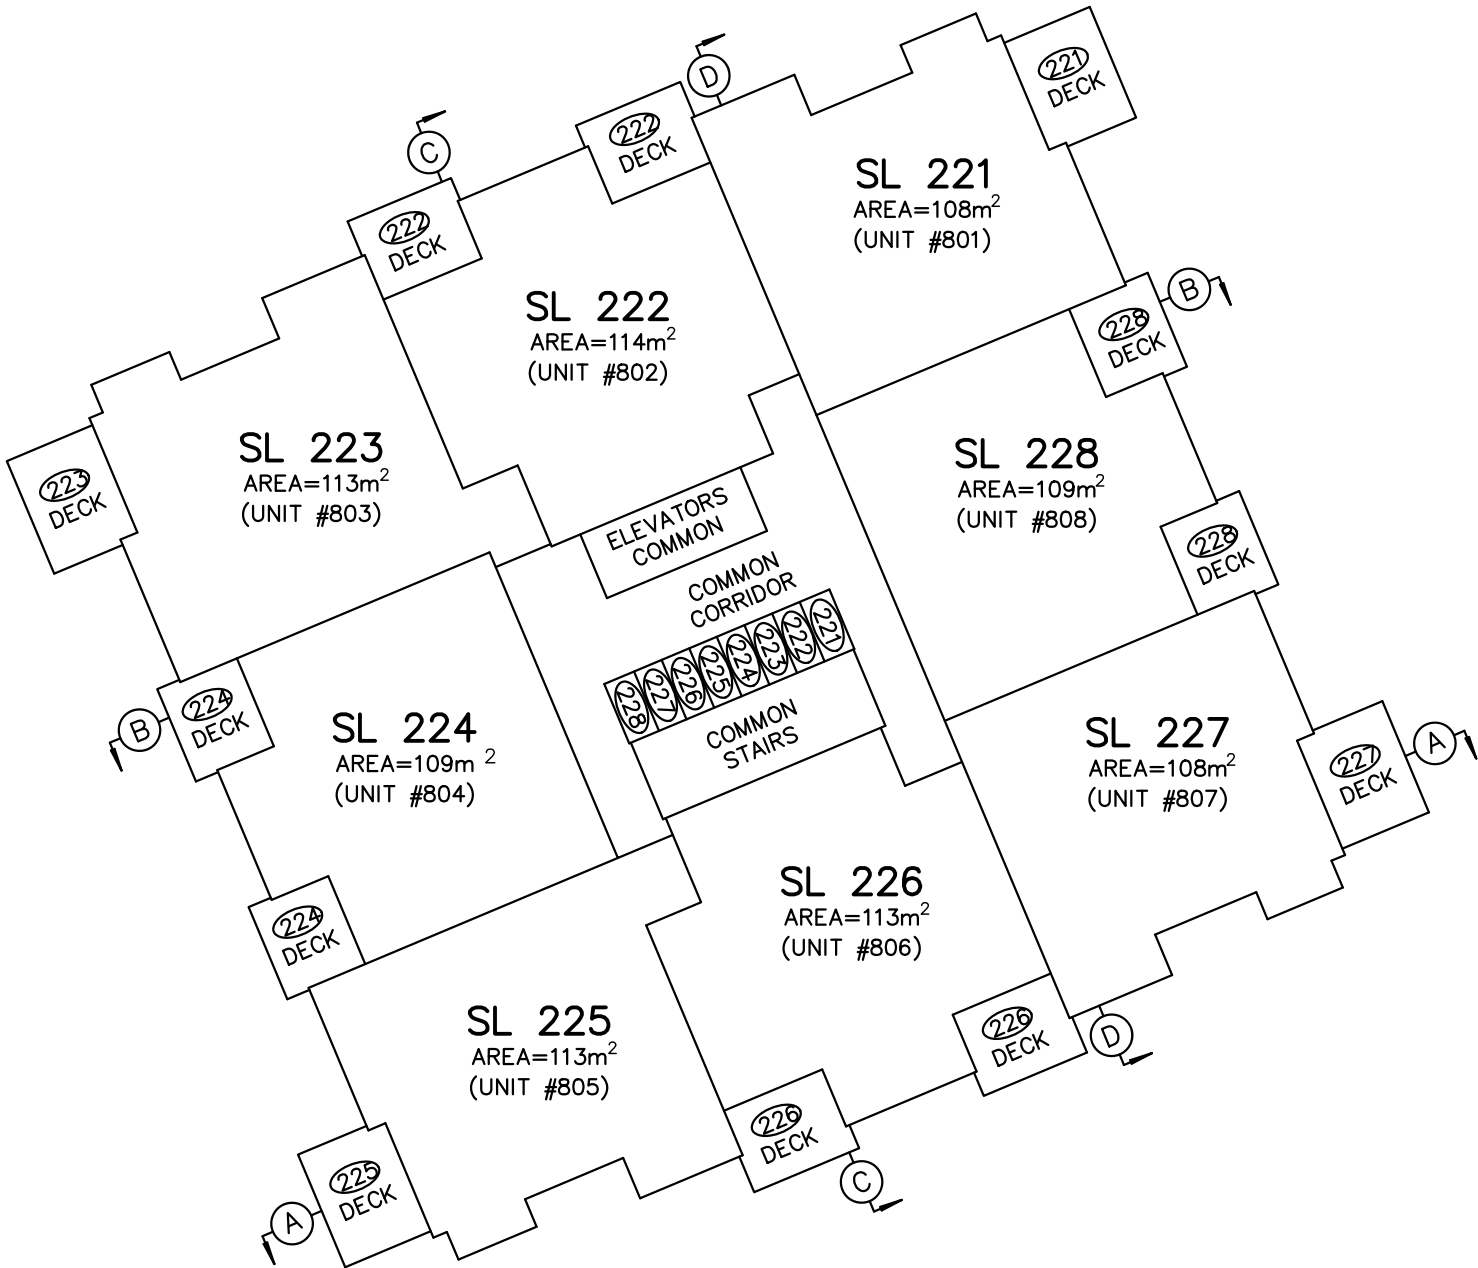 D
221
DECK
222
DECK
C
SL 221
AREA=108m²
(UNIT #801)
222
DECK
B
SL 222
AREA=114m²
(UNIT #802)
228
DECK
SL 223
AREA=113m²
(UNIT #803)
SL 228
AREA=109m²
(UNIT #808)
223
DECK
ELEVATORS
COMMON
228
DECK
COMMON
CORRIDOR
228 227 226 225 224 223 222 221
COMMON
STAIRS
224
DECK
B
SL 224
AREA=109m ²
(UNIT #804)
SL 227
AREA=108m²
(UNIT #807)
227
DECK
A
SL 226
AREA=113m²
(UNIT #806)
224
DECK
SL 225
AREA=113m²
(UNIT #805)
226
DECK
D
226
DECK
C
225
DECK
A